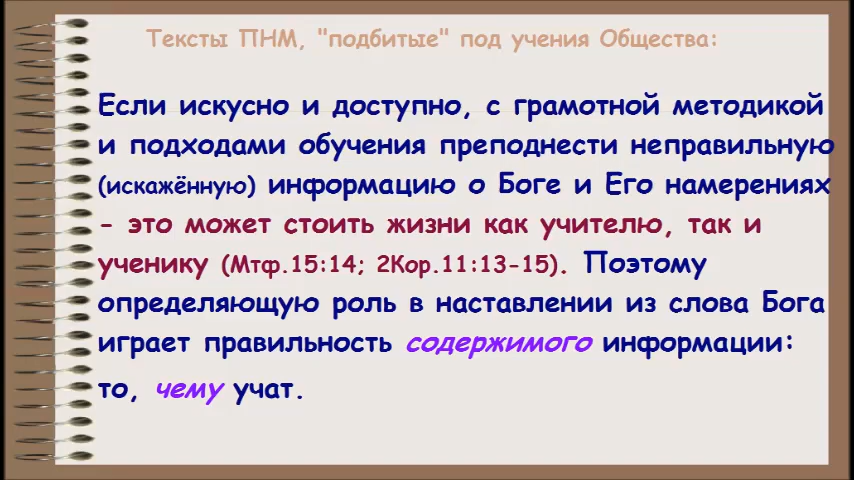 Тексты ПНМ, "подбитые" под учения Общества:
Если искусно и доступно, с грамотной методикой
и подходами обучения преподнести неправильную
(искажённую) информацию о Боге и Его намерениях
- это может стоить жизни как учителю, так и
ученику (Мтф.15:14; 2Кор.11:13-15). Поэтому
определяющую роль в наставлении из слова Бога
играет правильность содержимого информации:
то, чему учат.